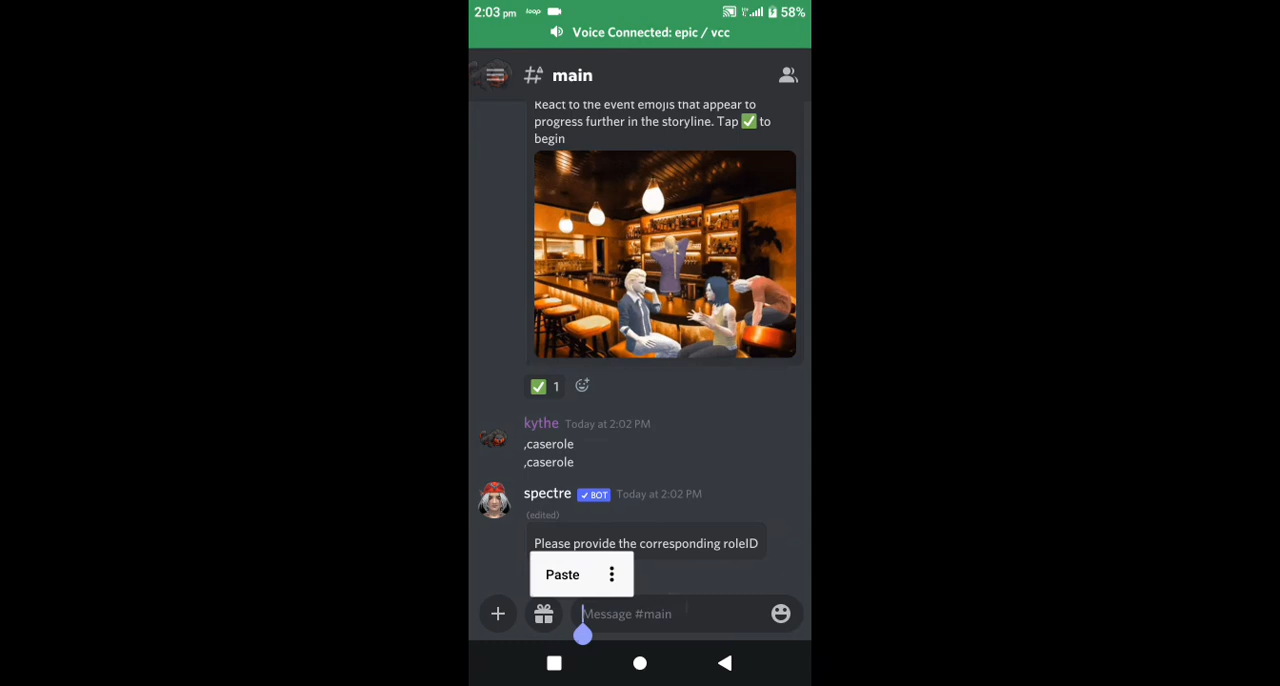 2:03 pm loop 58%
Voice Connected: epic / vcc
main
React to the event emojis that appear to
progress further in the storyline. Tap ✅ to
begin
✅ 1
kythe Today at 2:02 PM
,caserole
,caserole
spectre ✔ BOT Today at 2:02 PM
(edited)
Please provide the corresponding roleID
Paste
Message #main